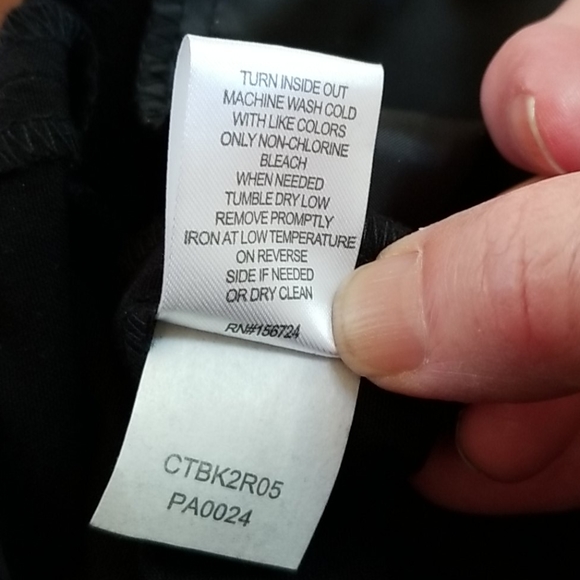 TURN INSIDE OUT
MACHINE WASH COLD
WITH LIKE COLORS
ONLY NON-CHLORINE
BLEACH
WHEN NEEDED
TUMBLE DRY LOW
REMOVE PROMPTLY
IRON AT LOW TEMPERATURE
ON REVERSE
SIDE IF NEEDED
OR DRY CLEAN
RN#156724
CTBK2R05
PA0024